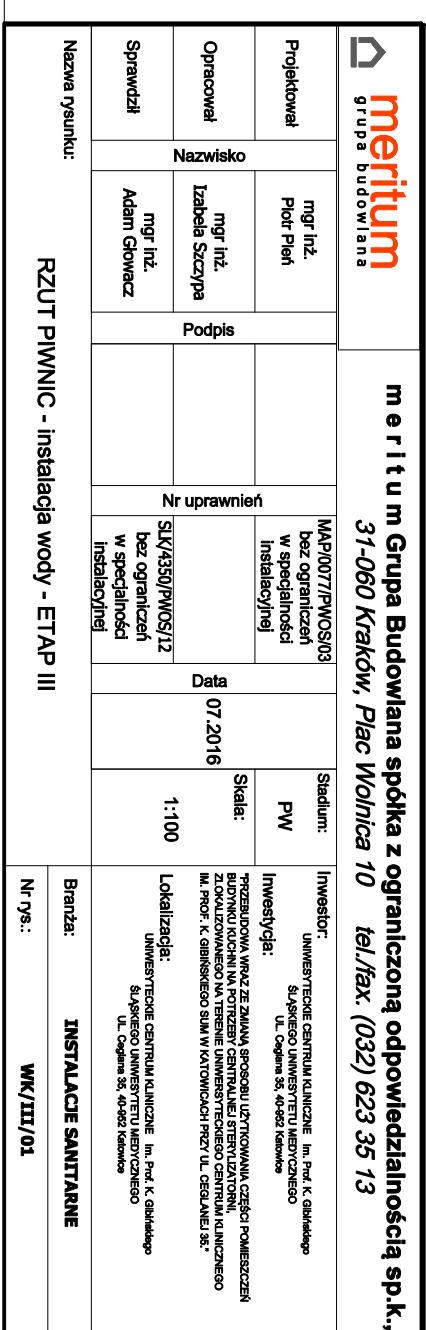 meritum
grupa budowlana
m e r i t u m Grupa Budowlana spółka z ograniczoną odpowiedzialnością sp.k.,
31-060 Kraków, Plac Wolnica 10 tel./fax. (032) 623 35 13
Nazwisko
Podpis
Nr uprawnień
Data
Projektował
mgr inż.
Piotr Pleń
MAP/0077/PWOS/03
bez ograniczeń
w specjalności
instalacyjnej
Opracował
mgr inż.
Izabela Szczypa
07.2016
Sprawdził
mgr inż.
Adam Głowacz
SLK/4350/PWOS/12
bez ograniczeń
w specjalności
instalacyjnej
Stadium:
PW
Skala:
1:100
Inwestor:
UNIWESYTECKIE CENTRUM KLINICZNE im. Prof. K. Gibińskiego
ŚLĄSKIEGO UNIWESYTETU MEDYCZNEGO
UL. Ceglana 35, 40-952 Katowice
Inwestycja:
"PRZEBUDOWA WRAZ ZE ZMIANĄ SPOSOBU UŻYTKOWANIA CZĘŚCI POMIESZCZEŃ
BUDYNKU KUCHNI NA POTRZEBY CENTRALNEJ STERYLIZATORNI,
ZLOKALIZOWANEGO NA TERENIE UNIWERSYTECKIEGO CENTRUM KLINICZNEGO
IM. PROF. K. GIBIŃSKIEGO SUM W KATOWICACH PRZY UL. CEGLANEJ 35."
Lokalizacja:
UNIWESYTECKIE CENTRUM KLINICZNE im. Prof. K. Gibińskiego
ŚLĄSKIEGO UNIWESYTETU MEDYCZNEGO
UL. Ceglana 35, 40-952 Katowice
Nazwa rysunku:
RZUT PIWNIC - instalacja wody - ETAP III
Branża:
INSTALACJE SANITARNE
Nr rys.:
WK/III/01